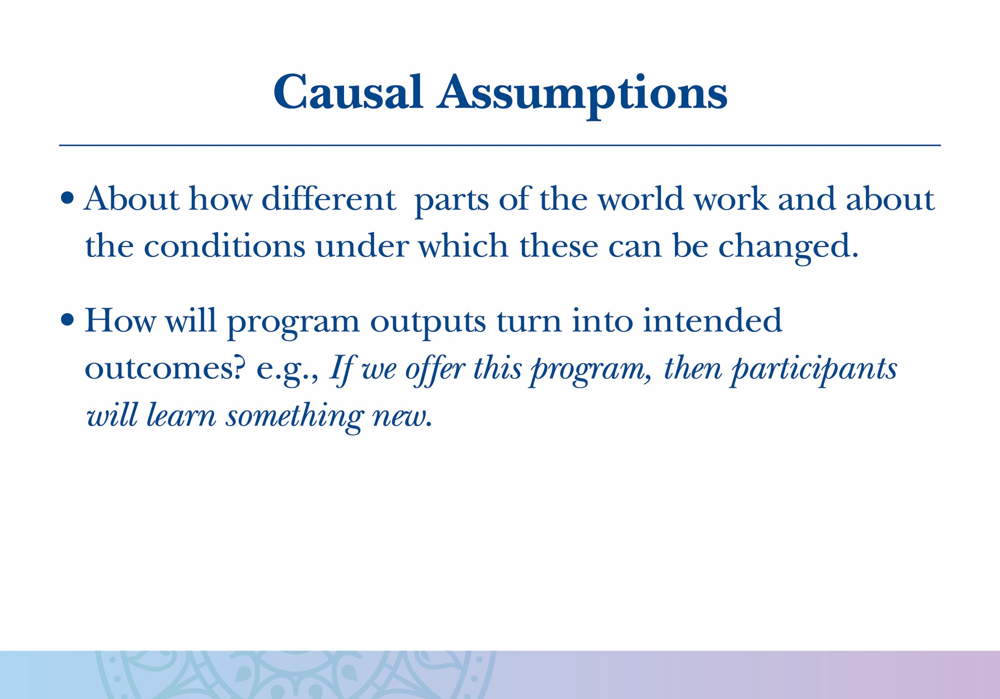 Causal Assumptions
• About how different  parts of the world work and about
the conditions under which these can be changed.
• How will program outputs turn into intended
outcomes? e.g., If we offer this program, then participants
will learn something new.